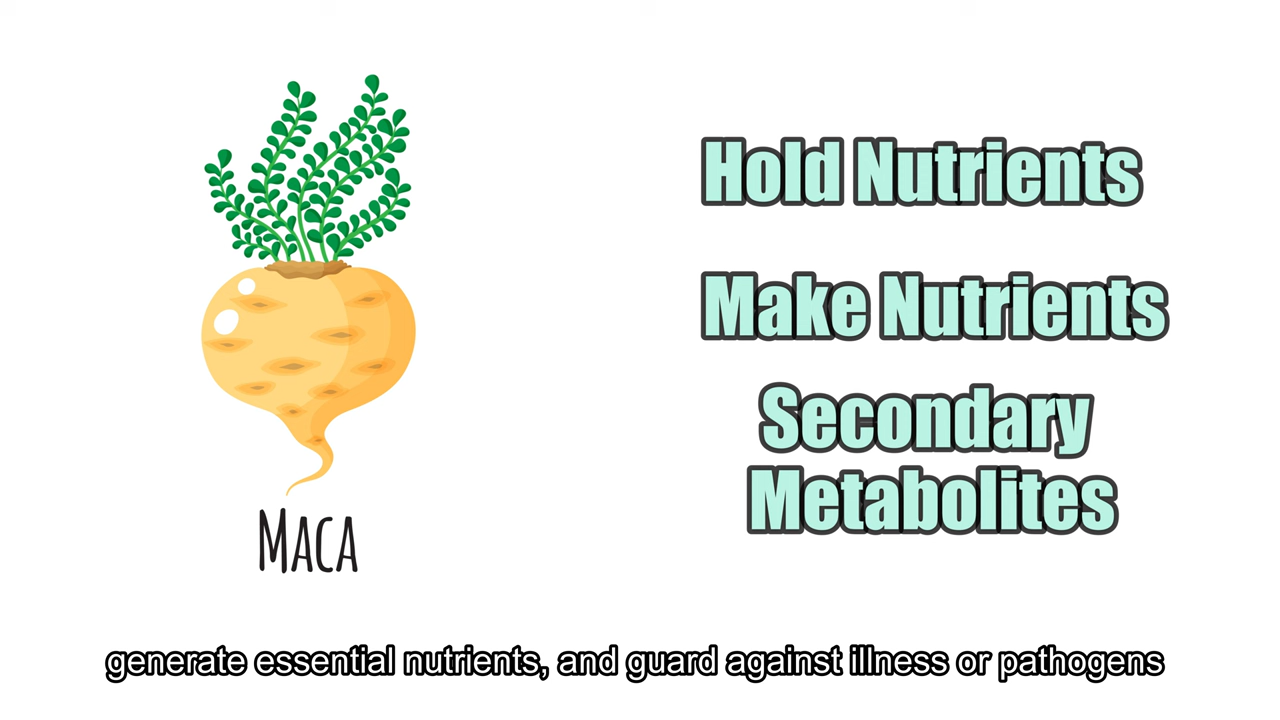 Hold Nutrients
Make Nutrients
Secondary
Metabolites
MACA
generate essential nutrients, and guard against illness or pathogens